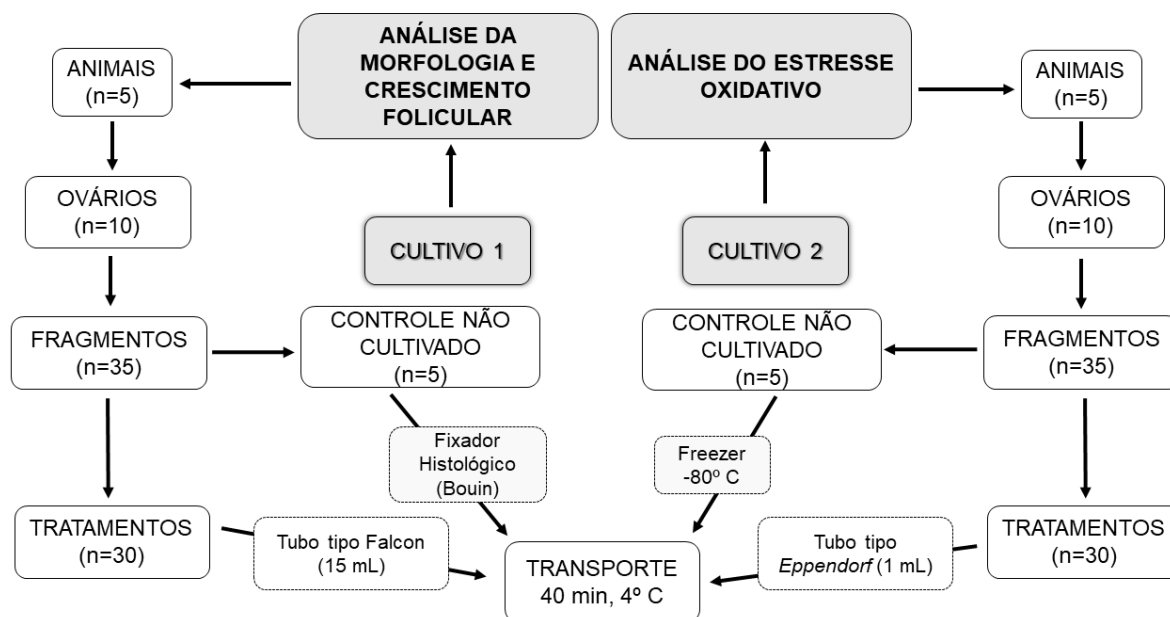 ANÁLISE DA
MORFOLOGIA E
CRESCIMENTO
FOLICULAR
ANÁLISE DO ESTRESSE
OXIDATIVO
ANIMAIS
(n=5)
ANIMAIS
(n=5)
OVÁRIOS
(n=10)
CULTIVO 1
CULTIVO 2
OVÁRIOS
(n=10)
FRAGMENTOS
(n=35)
CONTROLE NÃO
CULTIVADO
(n=5)
CONTROLE NÃO
CULTIVADO
(n=5)
FRAGMENTOS
(n=35)
Fixador
Histológico
(Bouin)
Freezer
-80º C
TRATAMENTOS
(n=30)
Tubo tipo Falcon
(15 mL)
TRANSPORTE
40 min, 4º C
Tubo tipo
Eppendorf (1 mL)
TRATAMENTOS
(n=30)